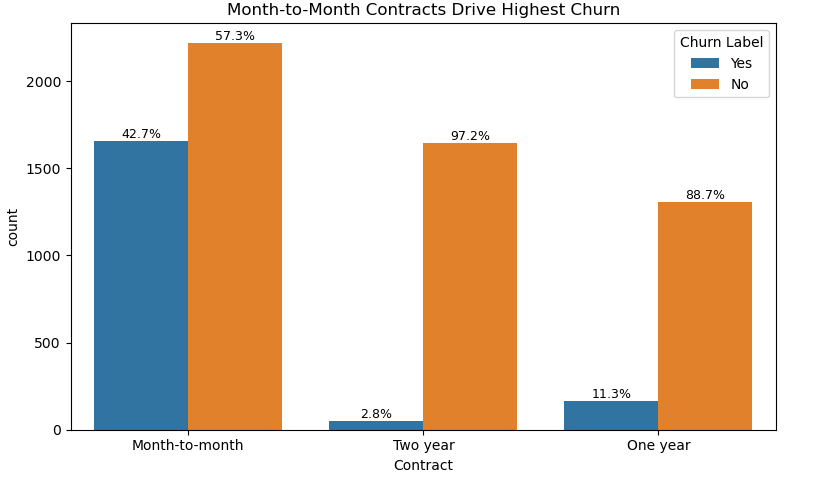 Month-to-Month Contracts Drive Highest Churn
Churn Label
Yes
No
57.3%
42.7%
97.2%
88.7%
2.8%
11.3%
2000
1500
1000
500
0
count
Month-to-month
Two year
One year
Contract